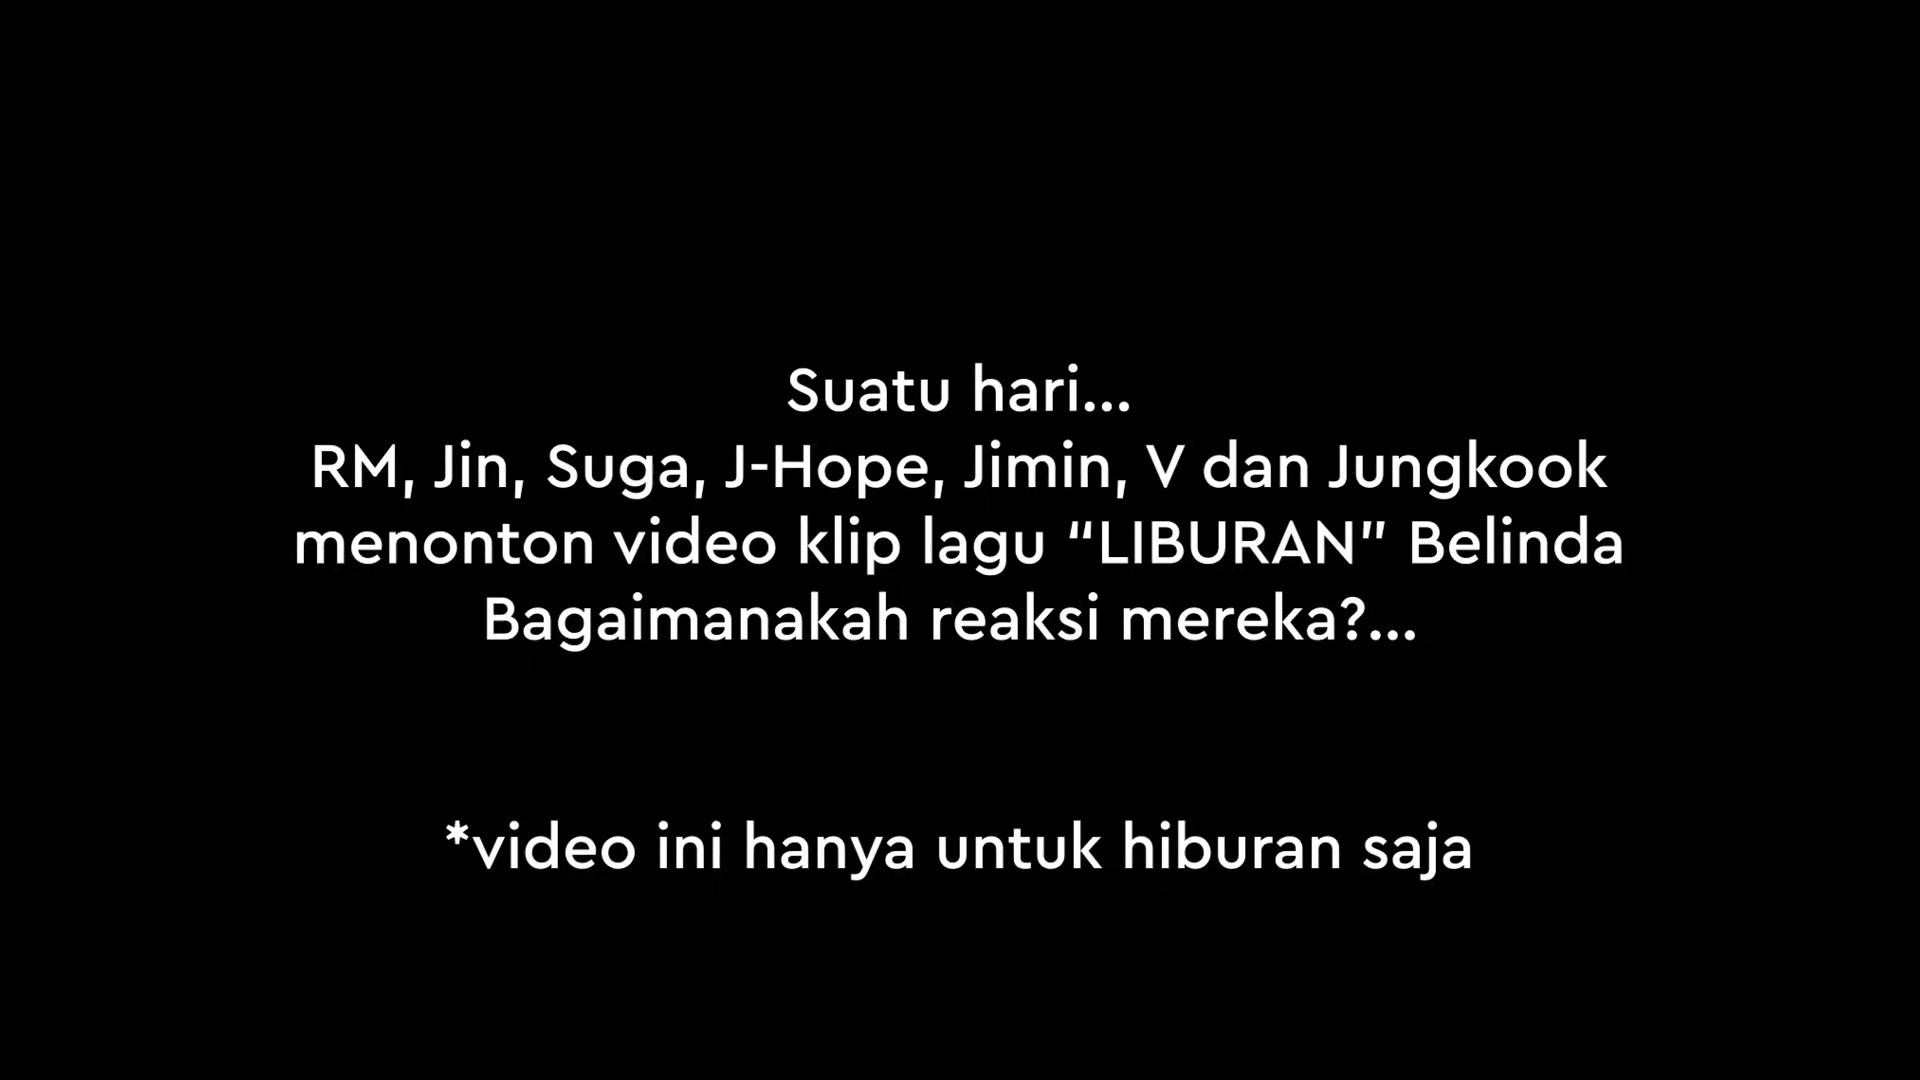 Suatu hari...
RM, Jin, Suga, J-Hope, Jimin, V dan Jungkook
menonton video klip lagu “LIBURAN” Belinda
Bagaimanakah reaksi mereka?...
*video ini hanya untuk hiburan saja